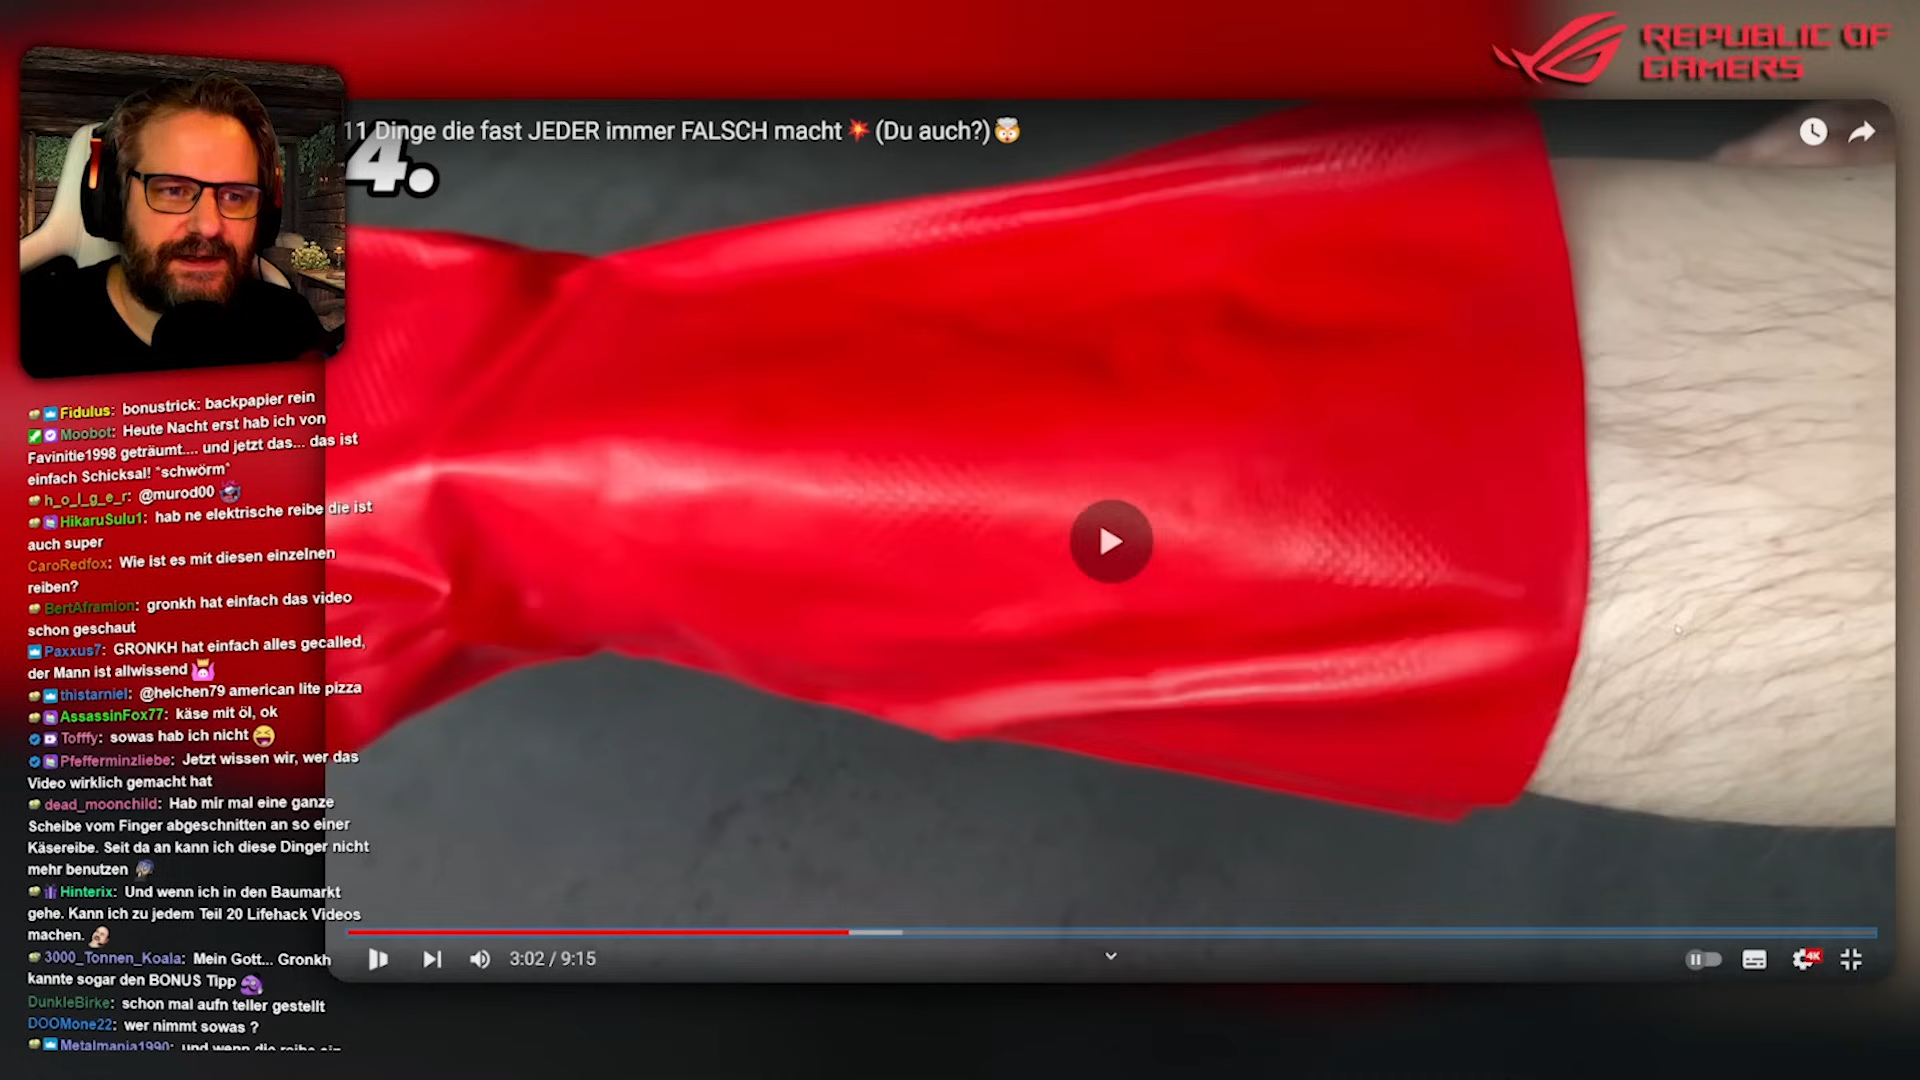 REPUBLIC OF
GAMERS
11 Dinge die fast JEDER immer FALSCH macht💥 (Du auch?)🤯
4.
Fidulus: bonustrick: backpapier rein
Moobot: Heute Nacht erst hab ich von
Favinitie1998 geträumt.... und jetzt das... das ist
einfach Schicksal! *schwörm*
h_o_l_g_e_r: @murod00
HikaruSulu1: hab ne elektrische reibe die ist
auch super
CaroRedfox: Wie ist es mit diesen einzelnen
reiben?
BertAframion: gronkh hat einfach das video
schon geschaut
Paxxus7: GRONKH hat einfach alles gecalled,
der Mann ist allwissend
thistarniel: @helchen79 american lite pizza
AssassinFox77: käse mit öl, ok
Tofffy: sowas hab ich nicht 😆
Pfefferminzliebe: Jetzt wissen wir, wer das
Video wirklich gemacht hat
dead_moonchild: Hab mir mal eine ganze
Scheibe vom Finger abgeschnitten an so einer
Käsereibe. Seit da an kann ich diese Dinger nicht
mehr benutzen
Hinterix: Und wenn ich in den Baumarkt
gehe. Kann ich zu jedem Teil 20 Lifehack Videos
machen.
3000_Tonnen_Koala: Mein Gott... Gronkh
kannte sogar den BONUS Tipp
DunkleBirke: schon mal aufn teller gestellt
DOOMone22: wer nimmt sowas ?
Metalmania1990: und wenn die reibe ein
3:02 / 9:15
4K